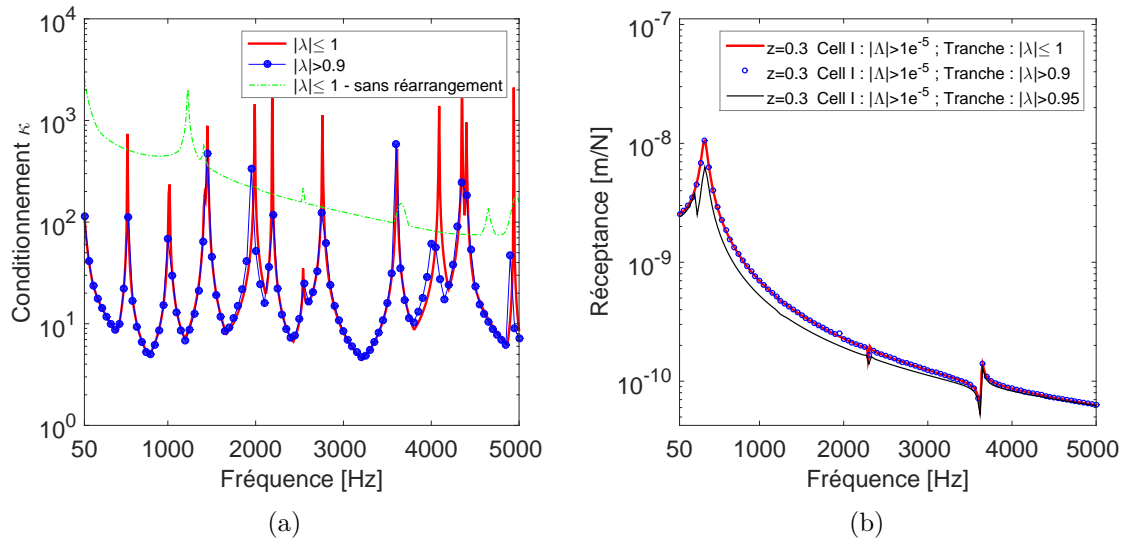 10^4
10^3
10^2
10^1
10^0
Conditionnement κ
|λ|≤ 1
|λ|>0.9
|λ|≤ 1 - sans réarrangement
50 1000 2000 3000 4000 5000
Fréquence [Hz]
(a)
10^-7
10^-8
10^-9
10^-10
Réceptance [m/N]
z=0.3 Cell I : |Λ|>1e^-5 ; Tranche : |λ|≤ 1
z=0.3 Cell I : |Λ|>1e^-5 ; Tranche : |λ|>0.9
z=0.3 Cell I : |Λ|>1e^-5 ; Tranche : |λ|>0.95
50 1000 2000 3000 4000 5000
Fréquence [Hz]
(b)